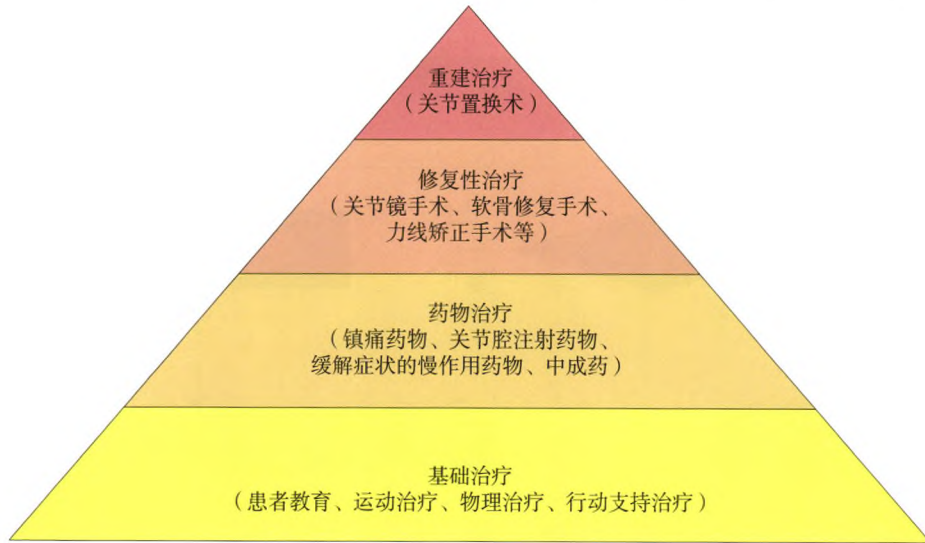 重建治疗
（关节置换术）
修复性治疗
（关节镜手术、软骨修复手术、
力线矫正手术等）
药物治疗
（镇痛药物、关节腔注射药物、
缓解症状的慢作用药物、中成药）
基础治疗
（患者教育、运动治疗、物理治疗、行动支持治疗）